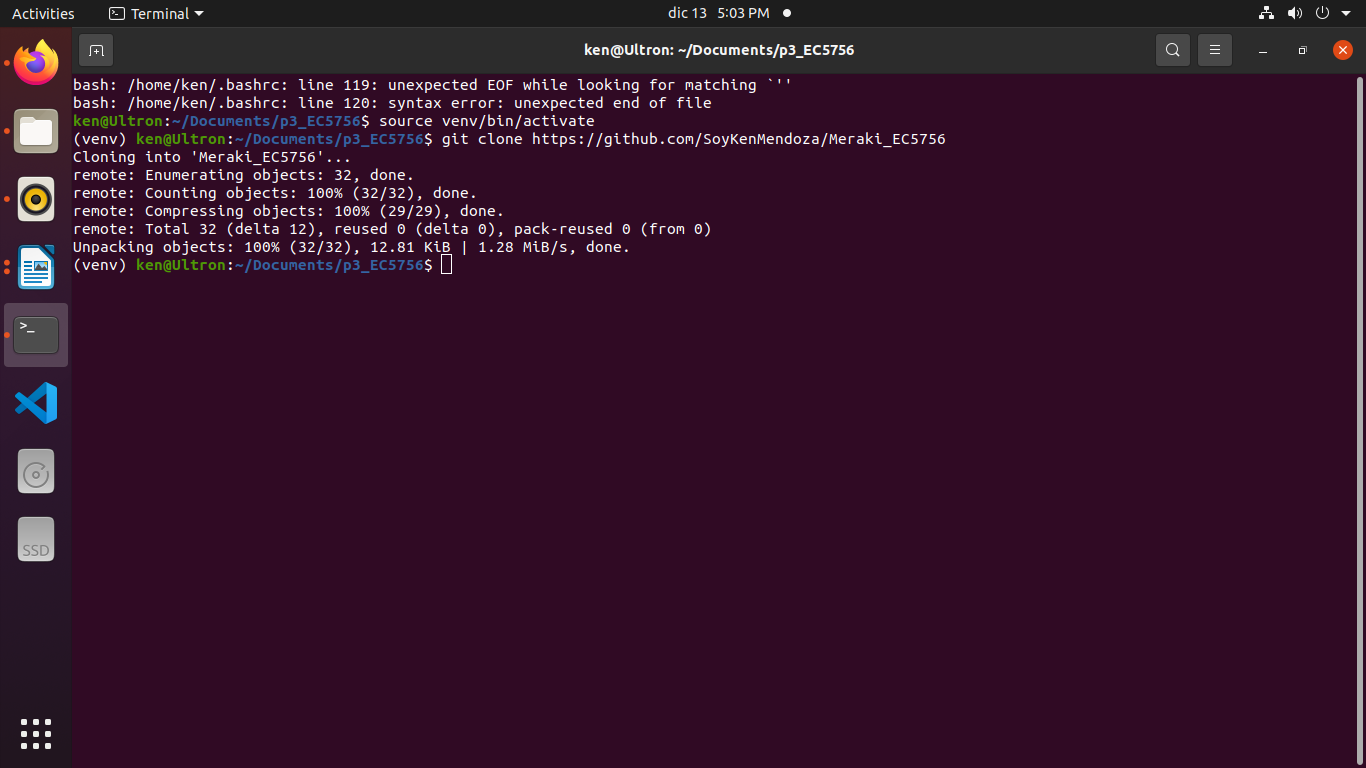 Activities
Terminal
dic 13 5:03 PM
ken@Ultron: ~/Documents/p3_EC5756
bash: /home/ken/.bashrc: line 119: unexpected EOF while looking for matching `''
bash: /home/ken/.bashrc: line 120: syntax error: unexpected end of file
ken@Ultron:~/Documents/p3_EC5756$ source venv/bin/activate
(venv) ken@Ultron:~/Documents/p3_EC5756$ git clone https://github.com/SoyKenMendoza/Meraki_EC5756
Cloning into 'Meraki_EC5756'...
remote: Enumerating objects: 32, done.
remote: Counting objects: 100% (32/32), done.
remote: Compressing objects: 100% (29/29), done.
remote: Total 32 (delta 12), reused 0 (delta 0), pack-reused 0 (from 0)
Unpacking objects: 100% (32/32), 12.81 KiB | 1.28 MiB/s, done.
(venv) ken@Ultron:~/Documents/p3_EC5756$
>_
SSD